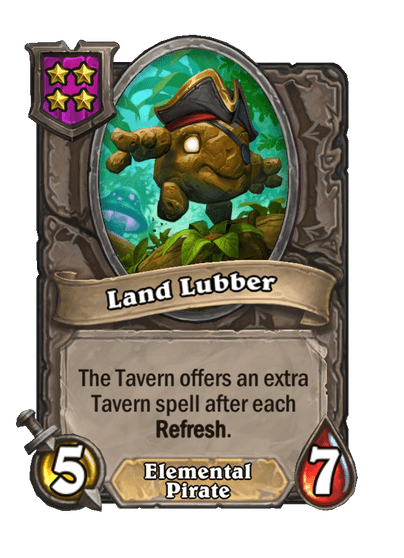 Land Lubber
The Tavern offers an extra
Tavern spell after each
Refresh.
5
Elemental
Pirate
7